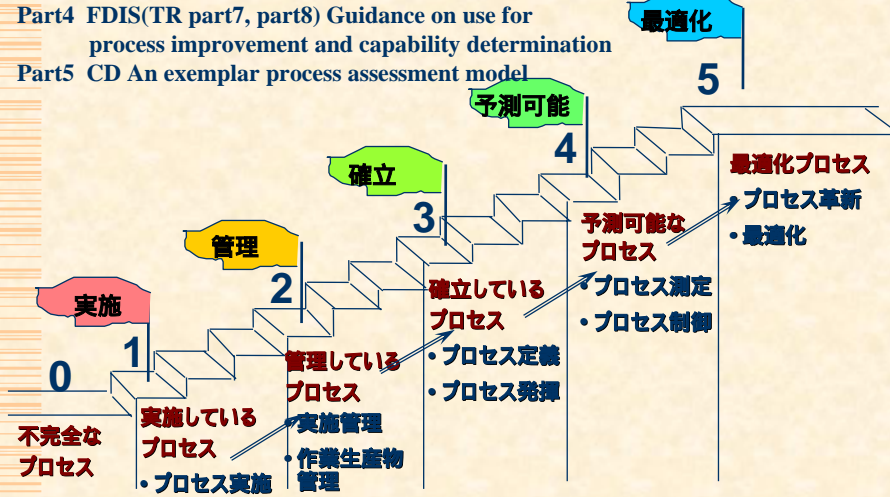 Part4 FDIS(TR part7, part8) Guidance on use for
process improvement and capability determination
Part5 CD An exemplar process assessment model
最適化
5
予測可能
4
確立
3
管理
2
実施
1
0
不完全な
プロセス
実施している
プロセス
• プロセス実施
管理している
プロセス
• 実施管理
• 作業生産物
管理
確立している
プロセス
• プロセス定義
• プロセス発揮
予測可能な
プロセス
• プロセス測定
• プロセス制御
最適化プロセス
• プロセス革新
• 最適化